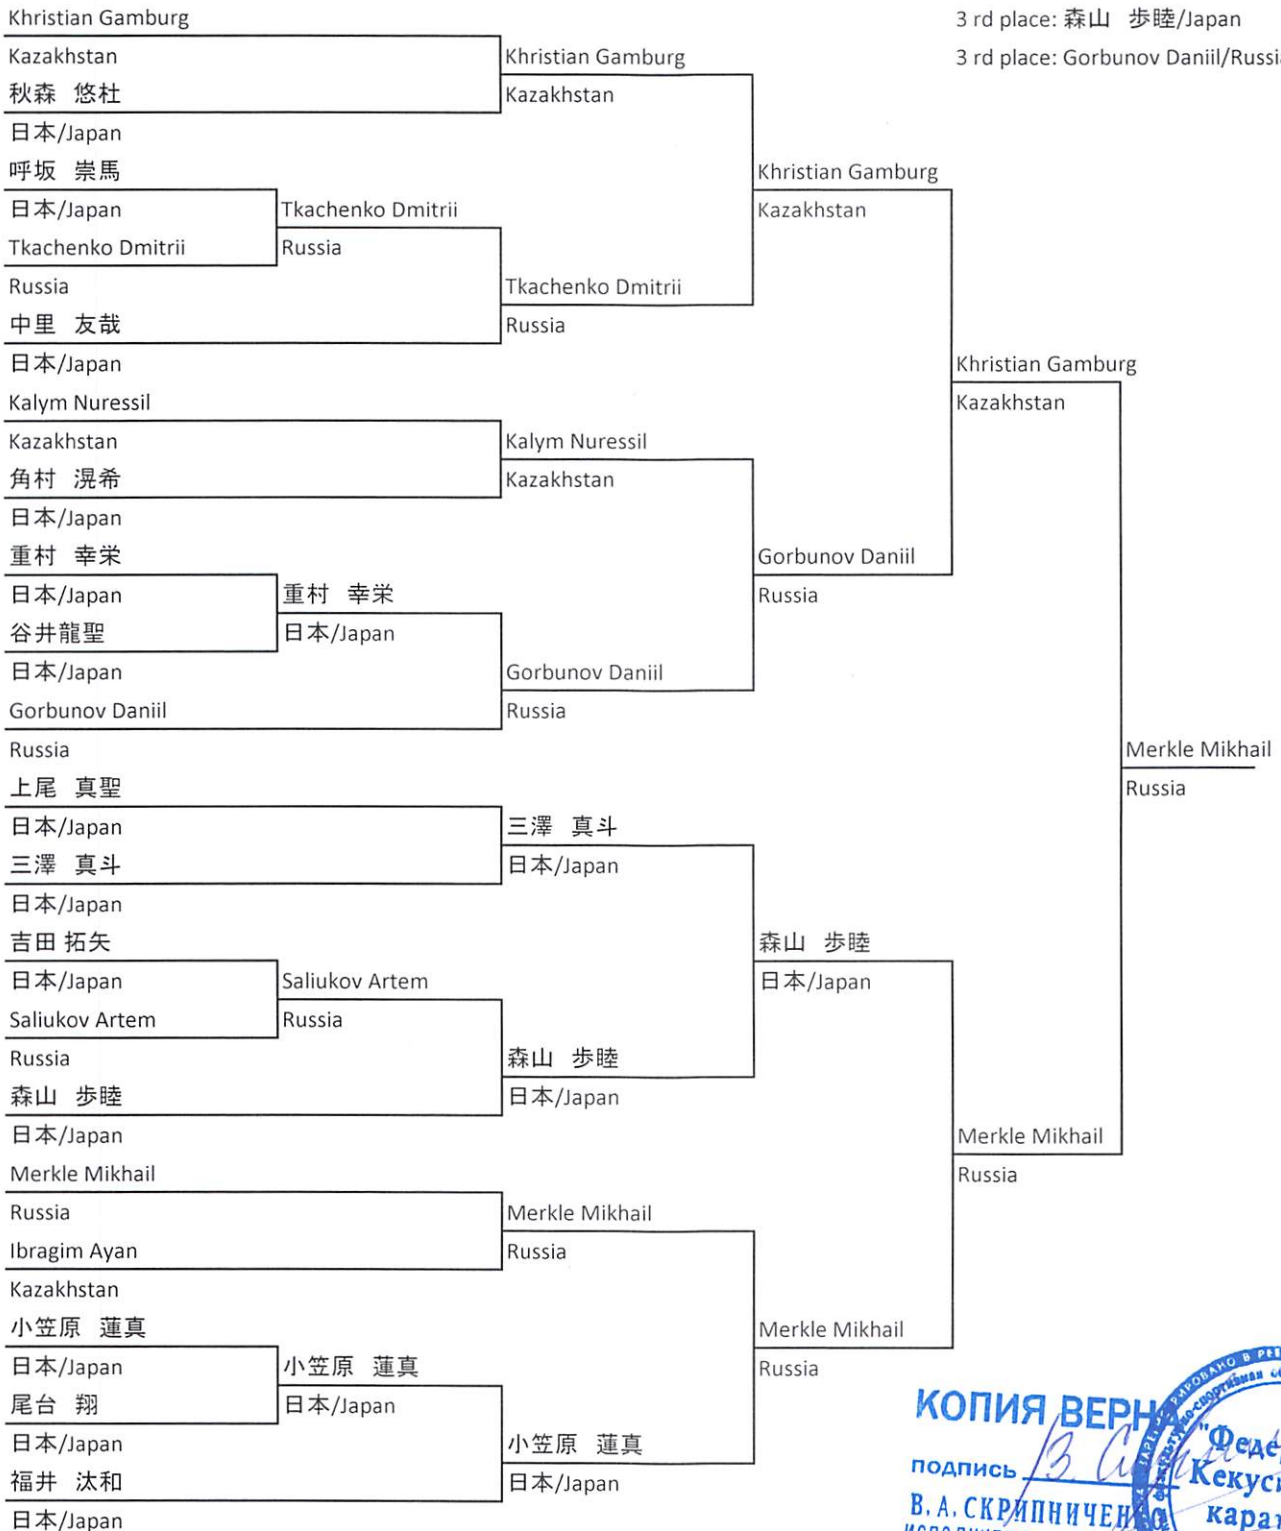 Khristian Gamburg
Kazakhstan
秋森 悠杜
日本/Japan
呼坂 崇馬
日本/Japan
Tkachenko Dmitrii
Russia
中里 友哉
日本/Japan
Kalym Nuressil
Kazakhstan
角村 滉希
日本/Japan
重村 幸栄
日本/Japan
谷井龍聖
日本/Japan
Gorbunov Daniil
Russia
上尾 真聖
日本/Japan
三澤 真斗
日本/Japan
吉田 拓矢
日本/Japan
Saliukov Artem
Russia
森山 歩睦
日本/Japan
Merkle Mikhail
Russia
Ibragim Ayan
Kazakhstan
小笠原 蓮真
日本/Japan
尾台 翔
日本/Japan
福井 汰和
日本/Japan
Tkachenko Dmitrii
Russia
重村 幸栄
日本/Japan
Saliukov Artem
Russia
小笠原 蓮真
日本/Japan
Khristian Gamburg
Kazakhstan
Tkachenko Dmitrii
Russia
Kalym Nuressil
Kazakhstan
Gorbunov Daniil
Russia
三澤 真斗
日本/Japan
森山 歩睦
日本/Japan
Merkle Mikhail
Russia
小笠原 蓮真
日本/Japan
Khristian Gamburg
Kazakhstan
Gorbunov Daniil
Russia
森山 歩睦
日本/Japan
Merkle Mikhail
Russia
Khristian Gamburg
Kazakhstan
Merkle Mikhail
Russia
Merkle Mikhail
Russia
3 rd place: 森山 歩睦/Japan
3 rd place: Gorbunov Daniil/Russia
КОПИЯ ВЕРНА
подпись
В. А. СКРИПНИЧЕНКО